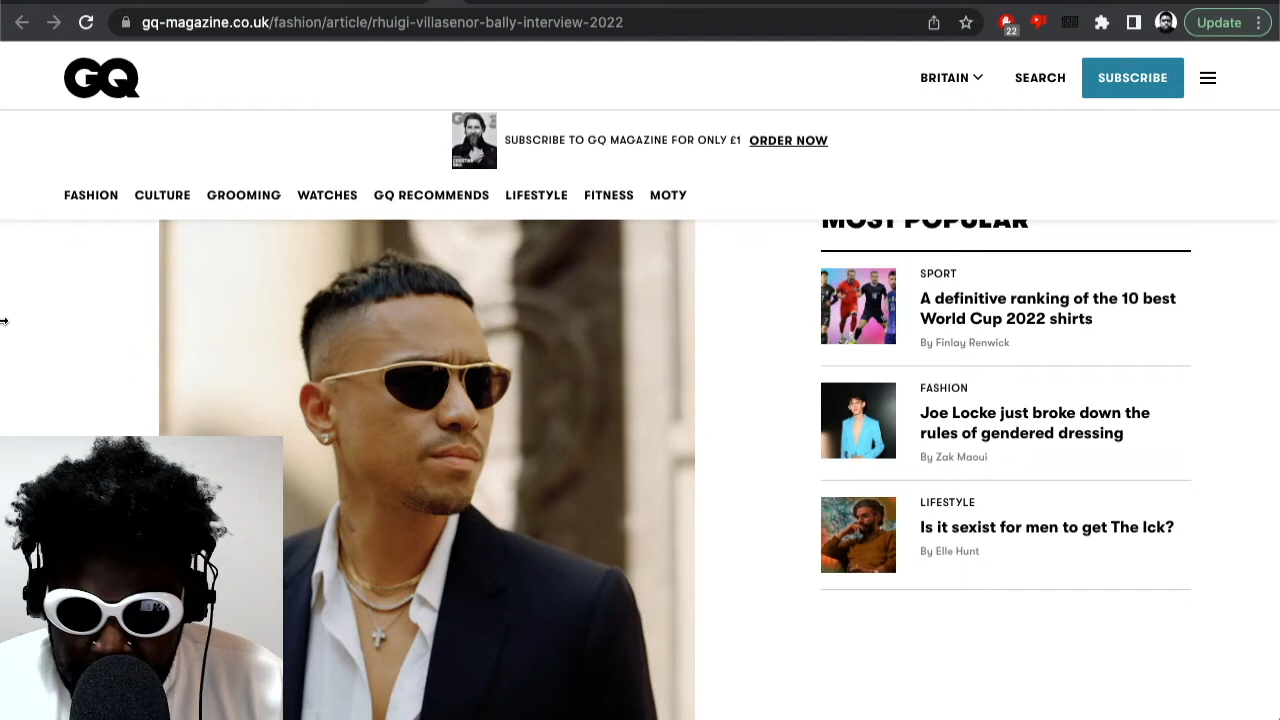 gq-magazine.co.uk/fashion/article/rhuigi-villasenor-bally-interview-2022
22
Update
GQ
BRITAIN
SEARCH
SUBSCRIBE
SUBSCRIBE TO GQ MAGAZINE FOR ONLY £1 ORDER NOW
FASHION CULTURE GROOMING WATCHES GQ RECOMMENDS LIFESTYLE FITNESS MOTY
MOST POPULAR
SPORT
A definitive ranking of the 10 best
World Cup 2022 shirts
By Finlay Renwick
FASHION
Joe Locke just broke down the
rules of gendered dressing
By Zak Maoui
LIFESTYLE
Is it sexist for men to get The Ick?
By Elle Hunt